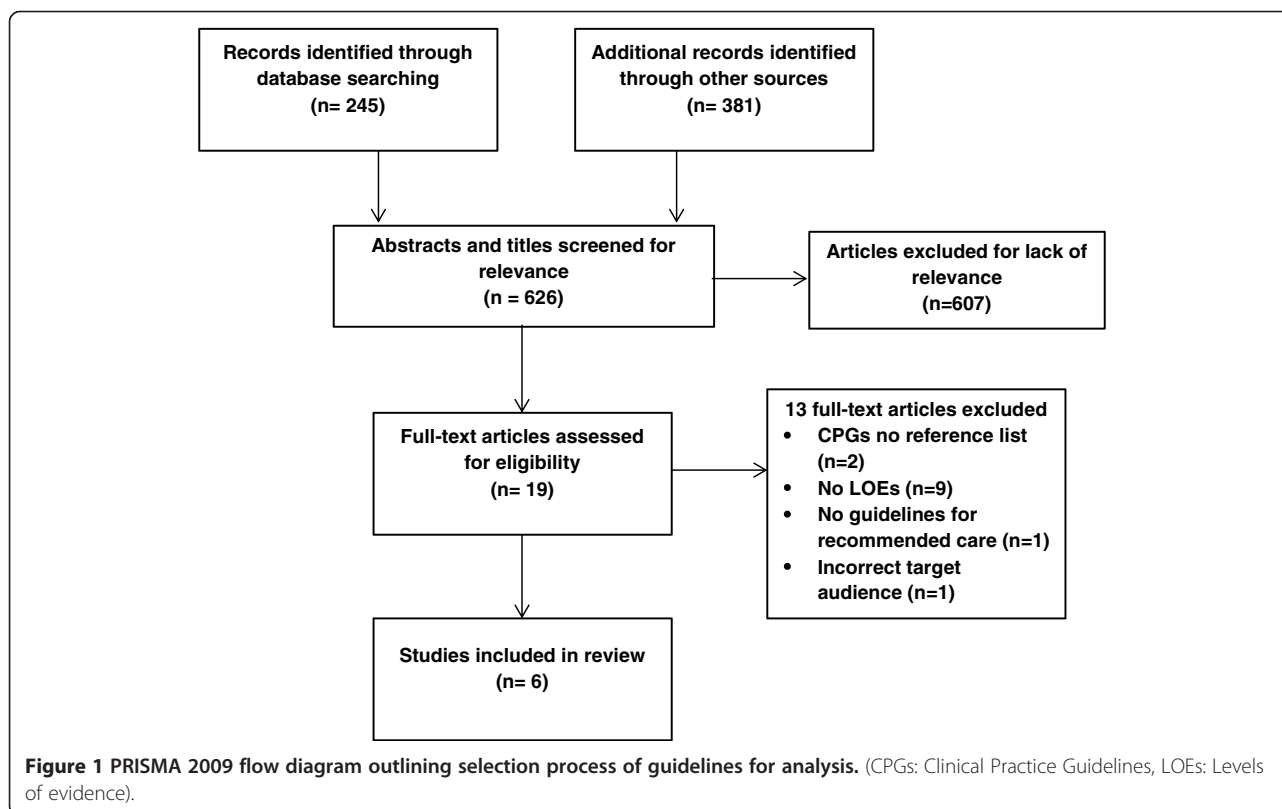 Records identified through
database searching
(n= 245)
Additional records identified
through other sources
(n= 381)
Abstracts and titles screened for
relevance
(n = 626)
Articles excluded for lack of
relevance
(n=607)
Full-text articles assessed
for eligibility
(n= 19)
13 full-text articles excluded
• CPGs no reference list
(n=2)
• No LOEs (n=9)
• No guidelines for
recommended care (n=1)
• Incorrect target
audience (n=1)
Studies included in review
(n= 6)
Figure 1 PRISMA 2009 flow diagram outlining selection process of guidelines for analysis. (CPGs: Clinical Practice Guidelines, LOEs: Levels
of evidence).